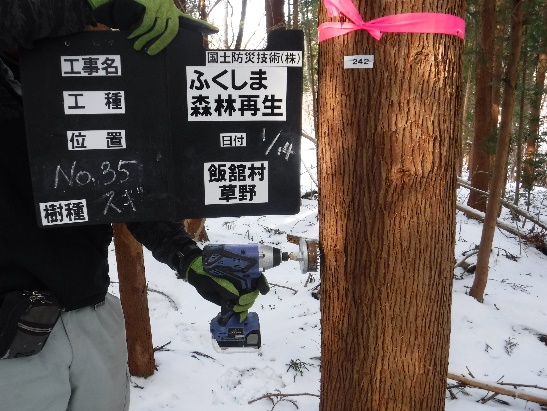 工事名
工種
位置
No.35
樹種 スギ
国土防災技術(株)
ふくしま
森林再生
日付 1/14
飯舘村
草野
242